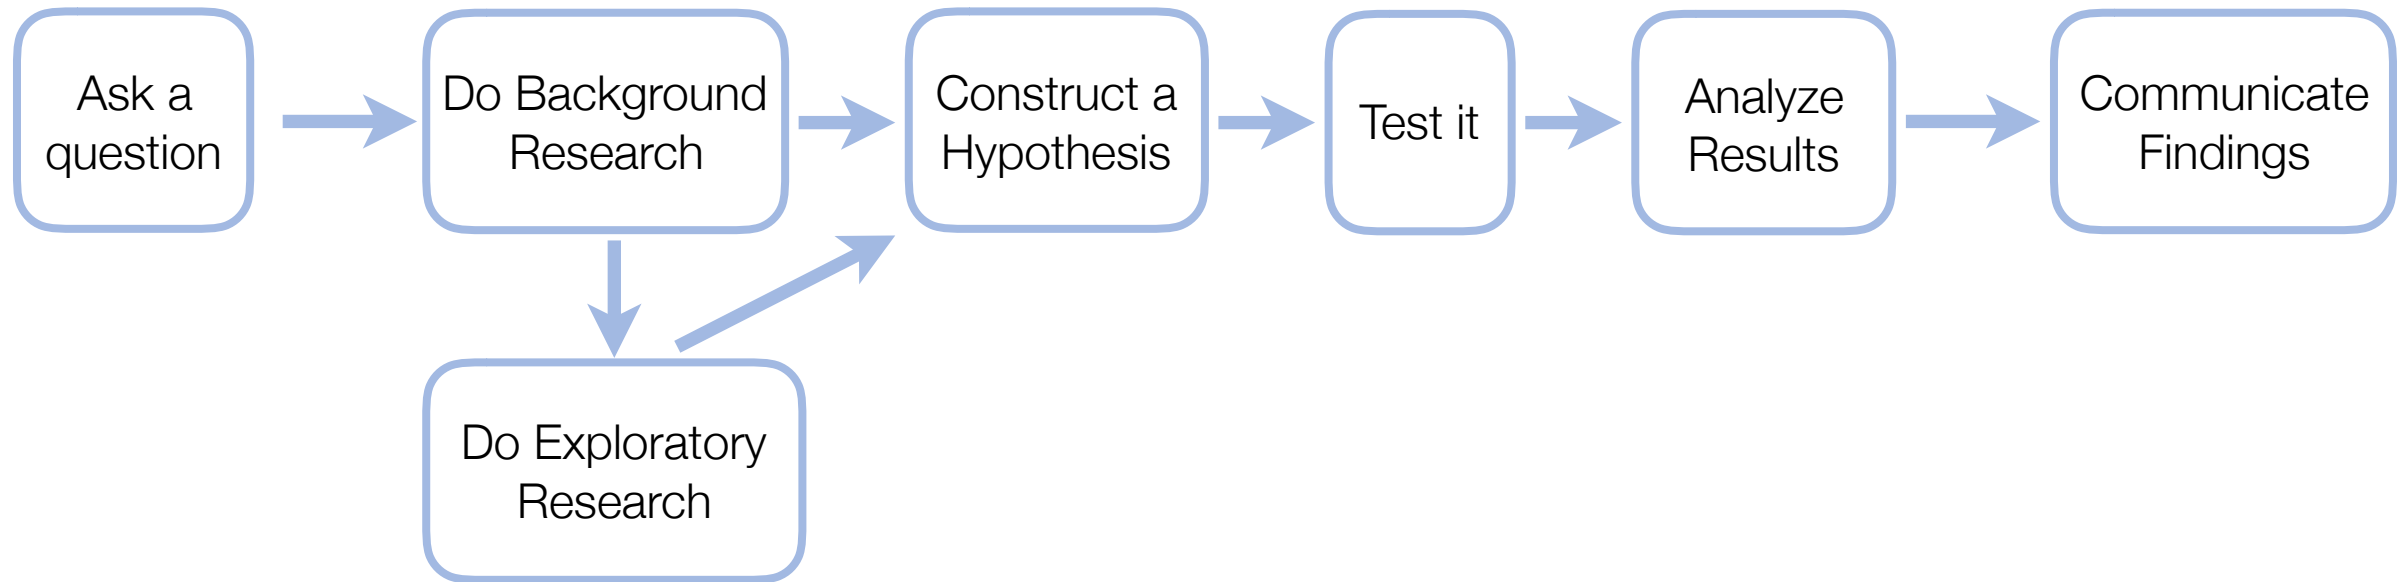 Ask a
question
Do Background
Research
Construct a
Hypothesis
Test it
Analyze
Results
Communicate
Findings
Do Exploratory
Research